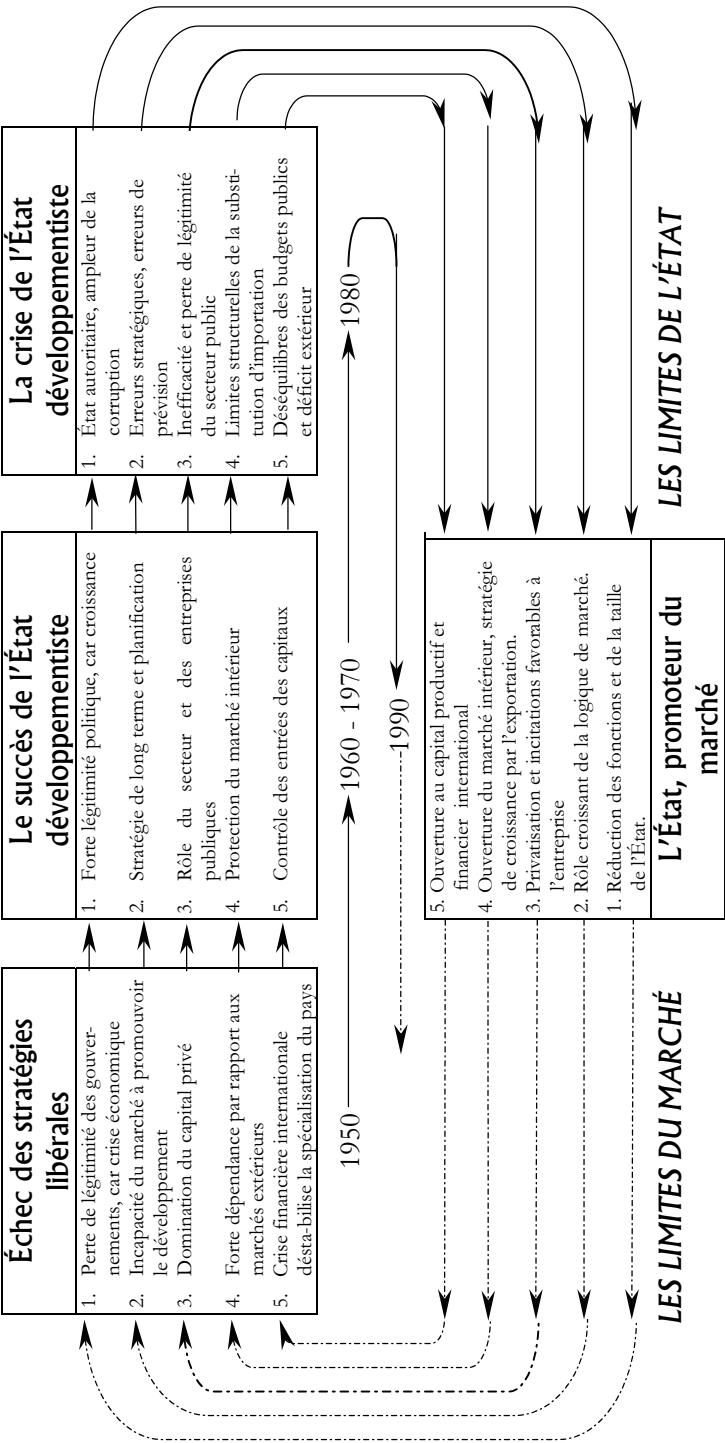 Échec des stratégies
libérales
1. Perte de légitimité des gouver-
nements, car crise économique
2. Incapacité du marché à promouvoir
le développement
3. Domination du capital privé
4. Forte dépendance par rapport aux
marchés extérieurs
5. Crise financière internationale
désta-bilise la spécialisation du pays
Le succès de l'État
développementiste
1. Forte légitimité politique, car croissance
2. Stratégie de long terme et planification
3. Rôle du secteur et des entreprises
publiques
4. Protection du marché intérieur
5. Contrôle des entrées des capitaux
La crise de l'État
développementiste
1. État autoritaire, ampleur de la
corruption
2. Erreurs stratégiques, erreurs de
prévision
3. Inefficacité et perte de légitimité
du secteur public
4. Limites structurelles de la substi-
tution d'importation
5. Déséquilibres des budgets publics
et déficit extérieur
1950
1960 - 1970
1980
1990
5. Ouverture au capital productif et
financier international
4. Ouverture du marché intérieur, stratégie
de croissance par l'exportation.
3. Privatisation et incitations favorables à
l'entreprise
2. Rôle croissant de la logique de marché.
1. Réduction des fonctions et de la taille
de l'État.
L'État, promoteur du
marché
LES LIMITES DU MARCHÉ
LES LIMITES DE L'ÉTAT